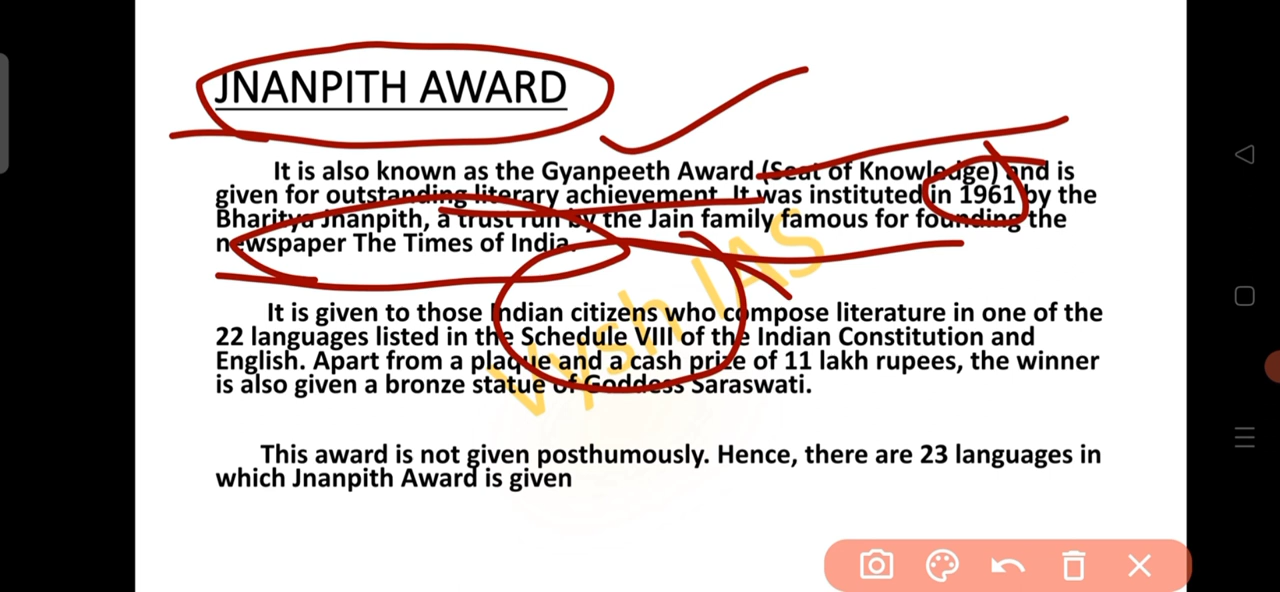 JNANPITH AWARD
It is also known as the Gyanpeeth Award (Seat of Knowledge) and is
given for outstanding literary achievement. It was instituted in 1961 by the
Bharitya Jnanpith, a trust run by the Jain family famous for founding the
newspaper The Times of India.
It is given to those Indian citizens who compose literature in one of the
22 languages listed in the Schedule VIII of the Indian Constitution and
English. Apart from a plaque and a cash prize of 11 lakh rupees, the winner
is also given a bronze statue of Goddess Saraswati.
Vysh IAS
This award is not given posthumously. Hence, there are 23 languages in
which Jnanpith Award is given